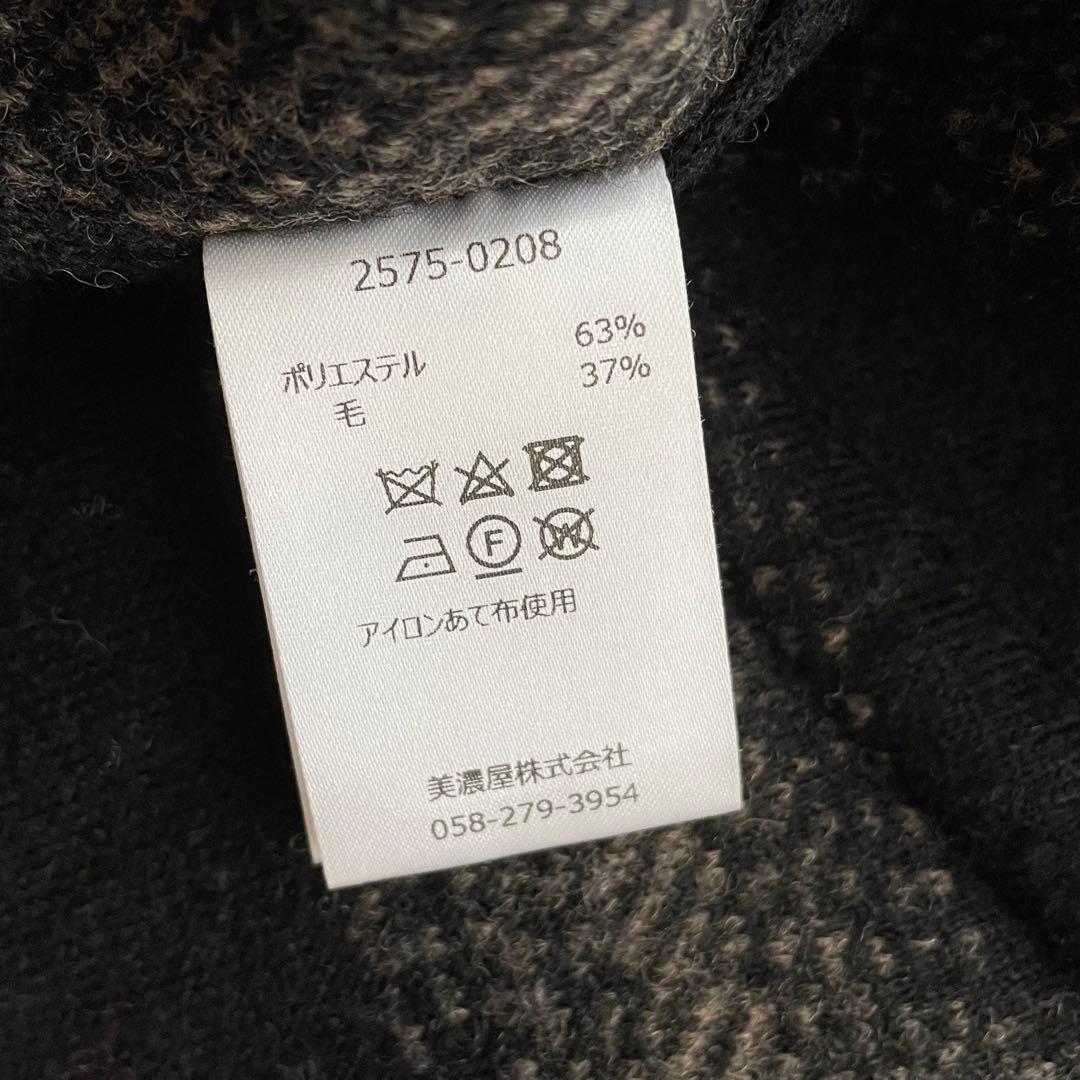 2575-0208
ポリエステル 63%
毛 37%
F
W
アイロンあて布使用
美濃屋株式会社
058-279-3954